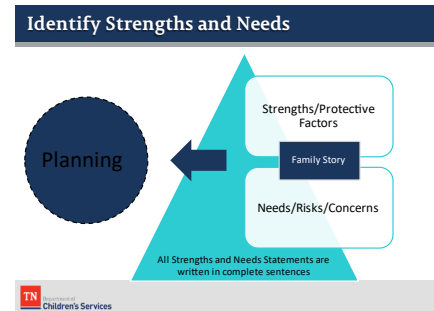 Identify Strengths and Needs
Strengths/Protective
Factors
Planning
Family Story
Needs/Risks/Concerns
All Strengths and Needs Statements are
written in complete sentences
TN
Department of
Children's Services